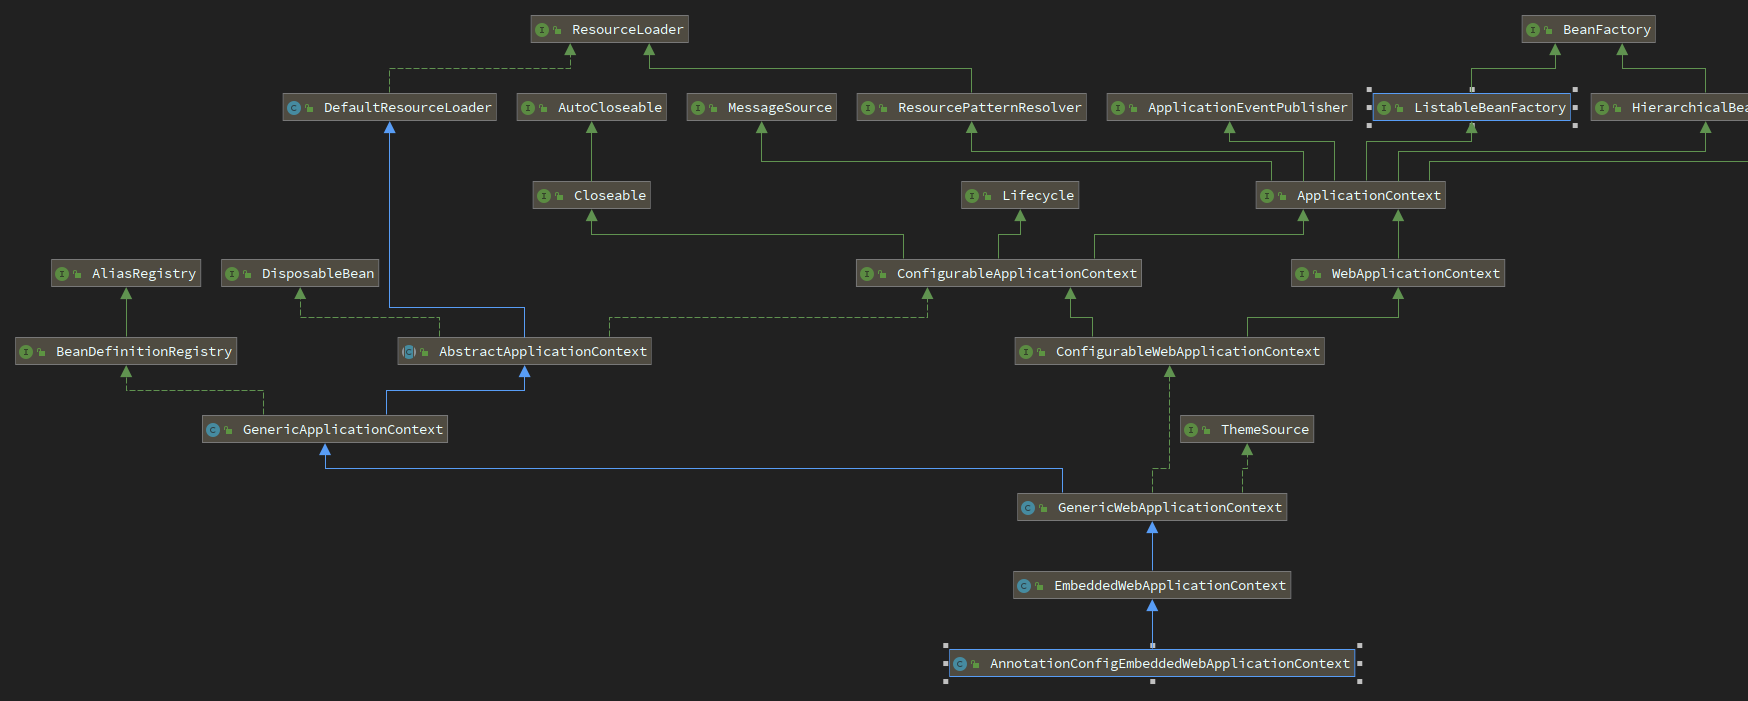 ResourceLoader
BeanFactory
DefaultResourceLoader
AutoCloseable
MessageSource
ResourcePatternResolver
ApplicationEventPublisher
ListableBeanFactory
HierarchicalBea
Closeable
Lifecycle
ApplicationContext
AliasRegistry
DisposableBean
ConfigurableApplicationContext
WebApplicationContext
BeanDefinitionRegistry
AbstractApplicationContext
ConfigurableWebApplicationContext
GenericApplicationContext
ThemeSource
GenericWebApplicationContext
EmbeddedWebApplicationContext
AnnotationConfigEmbeddedWebApplicationContext